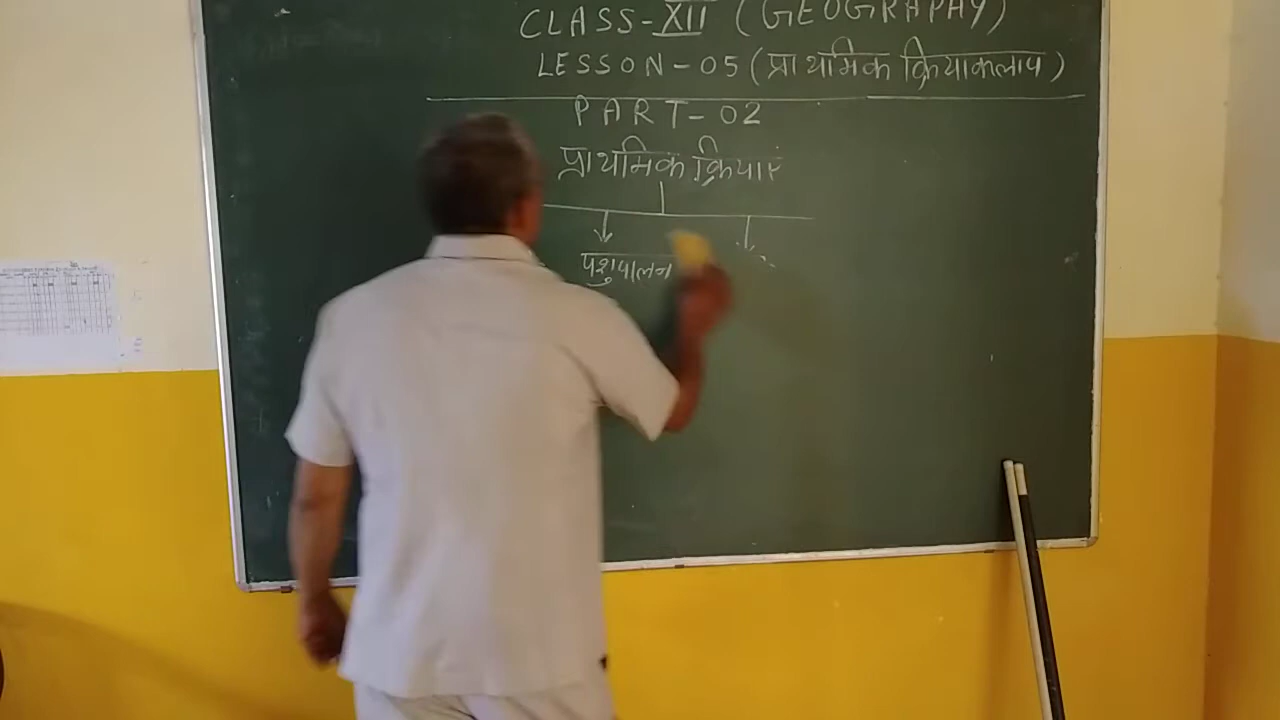 CLASS-XII (GEOGRAPHY)
LESSON-05 (प्राथमिक क्रियाकलाप)
PART-02
प्राथमिक क्रियाएं
पशुपालन